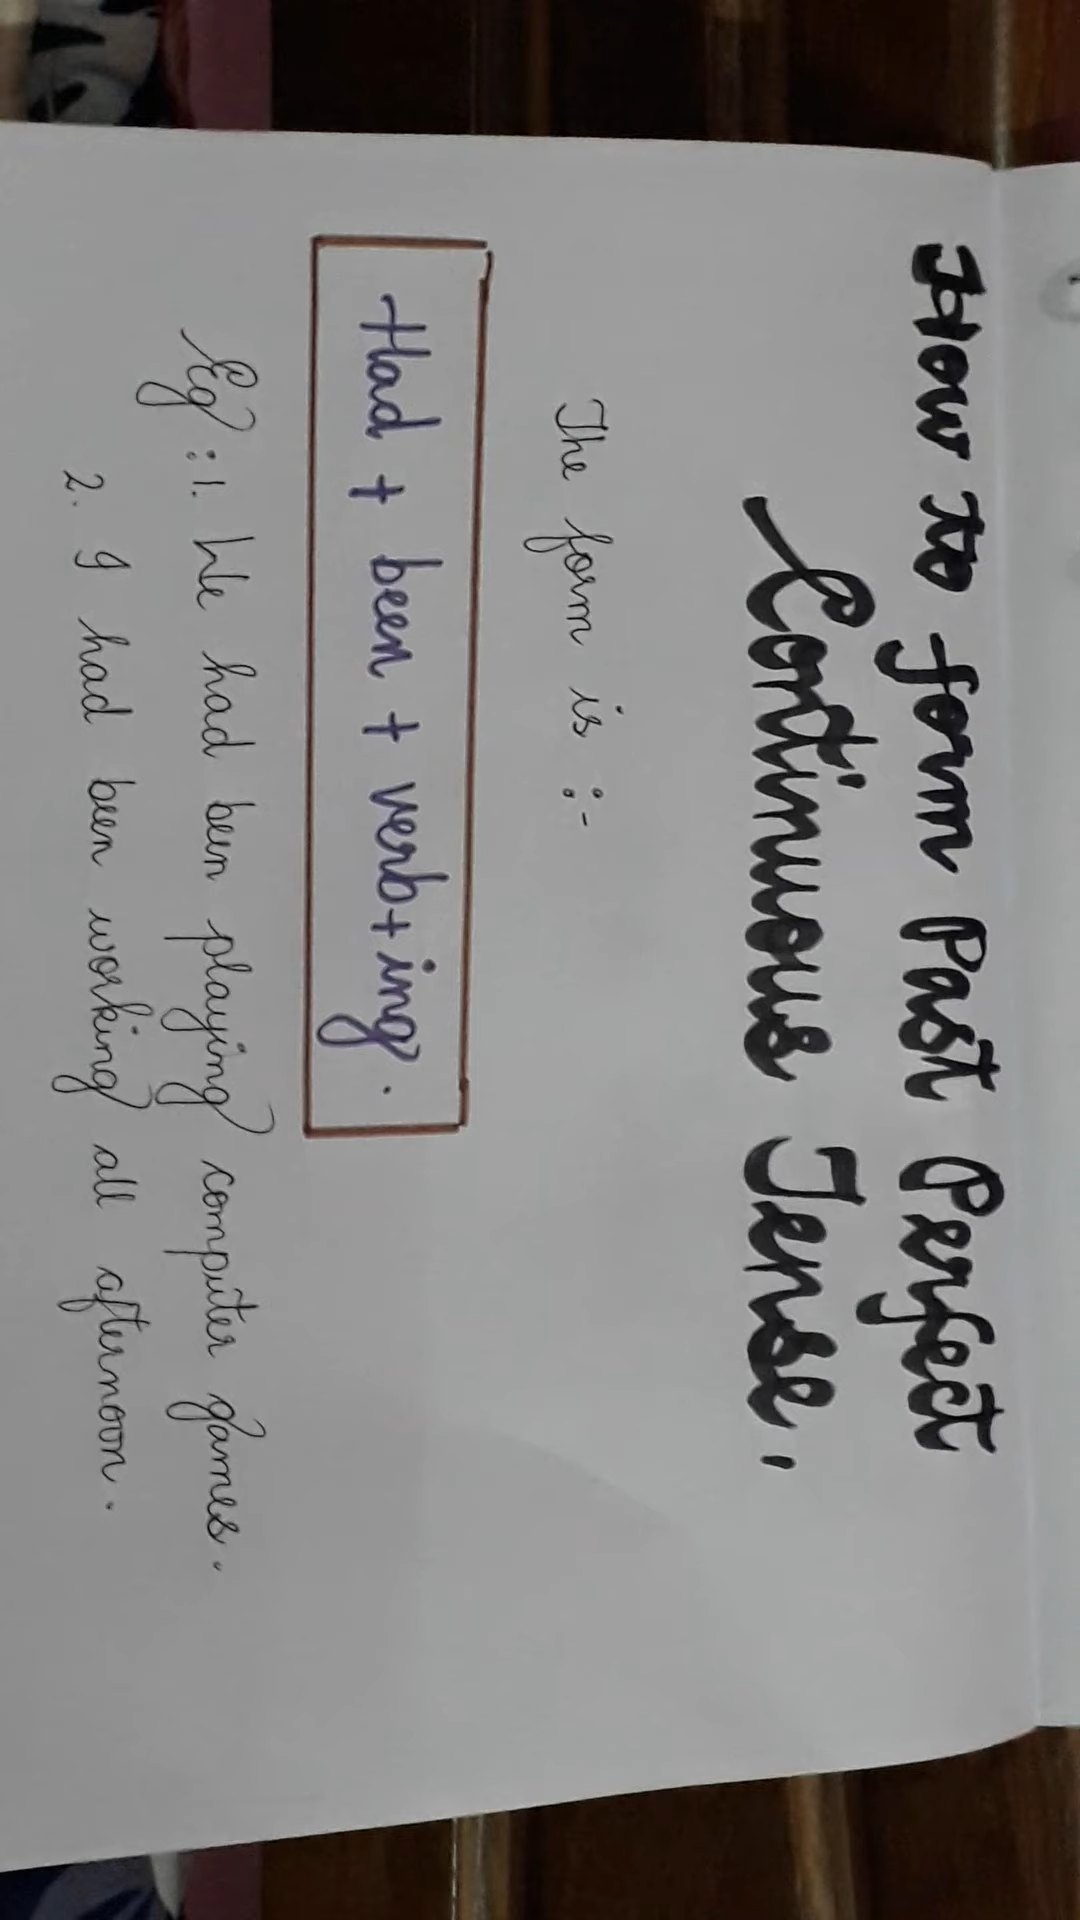 How to form Past Perfect
Continuous Tense.
The form is :-
Had + been + verb+ing.
Eg : 1. We had been playing computer games.
2. I had been working all afternoon.